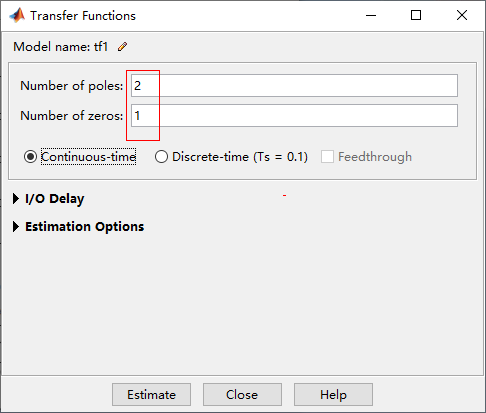 Transfer Functions
Model name: tf1
Number of poles: 2
Number of zeros: 1
Continuous-time Discrete-time (Ts = 0.1) Feedthrough
I/O Delay
Estimation Options
Estimate Close Help